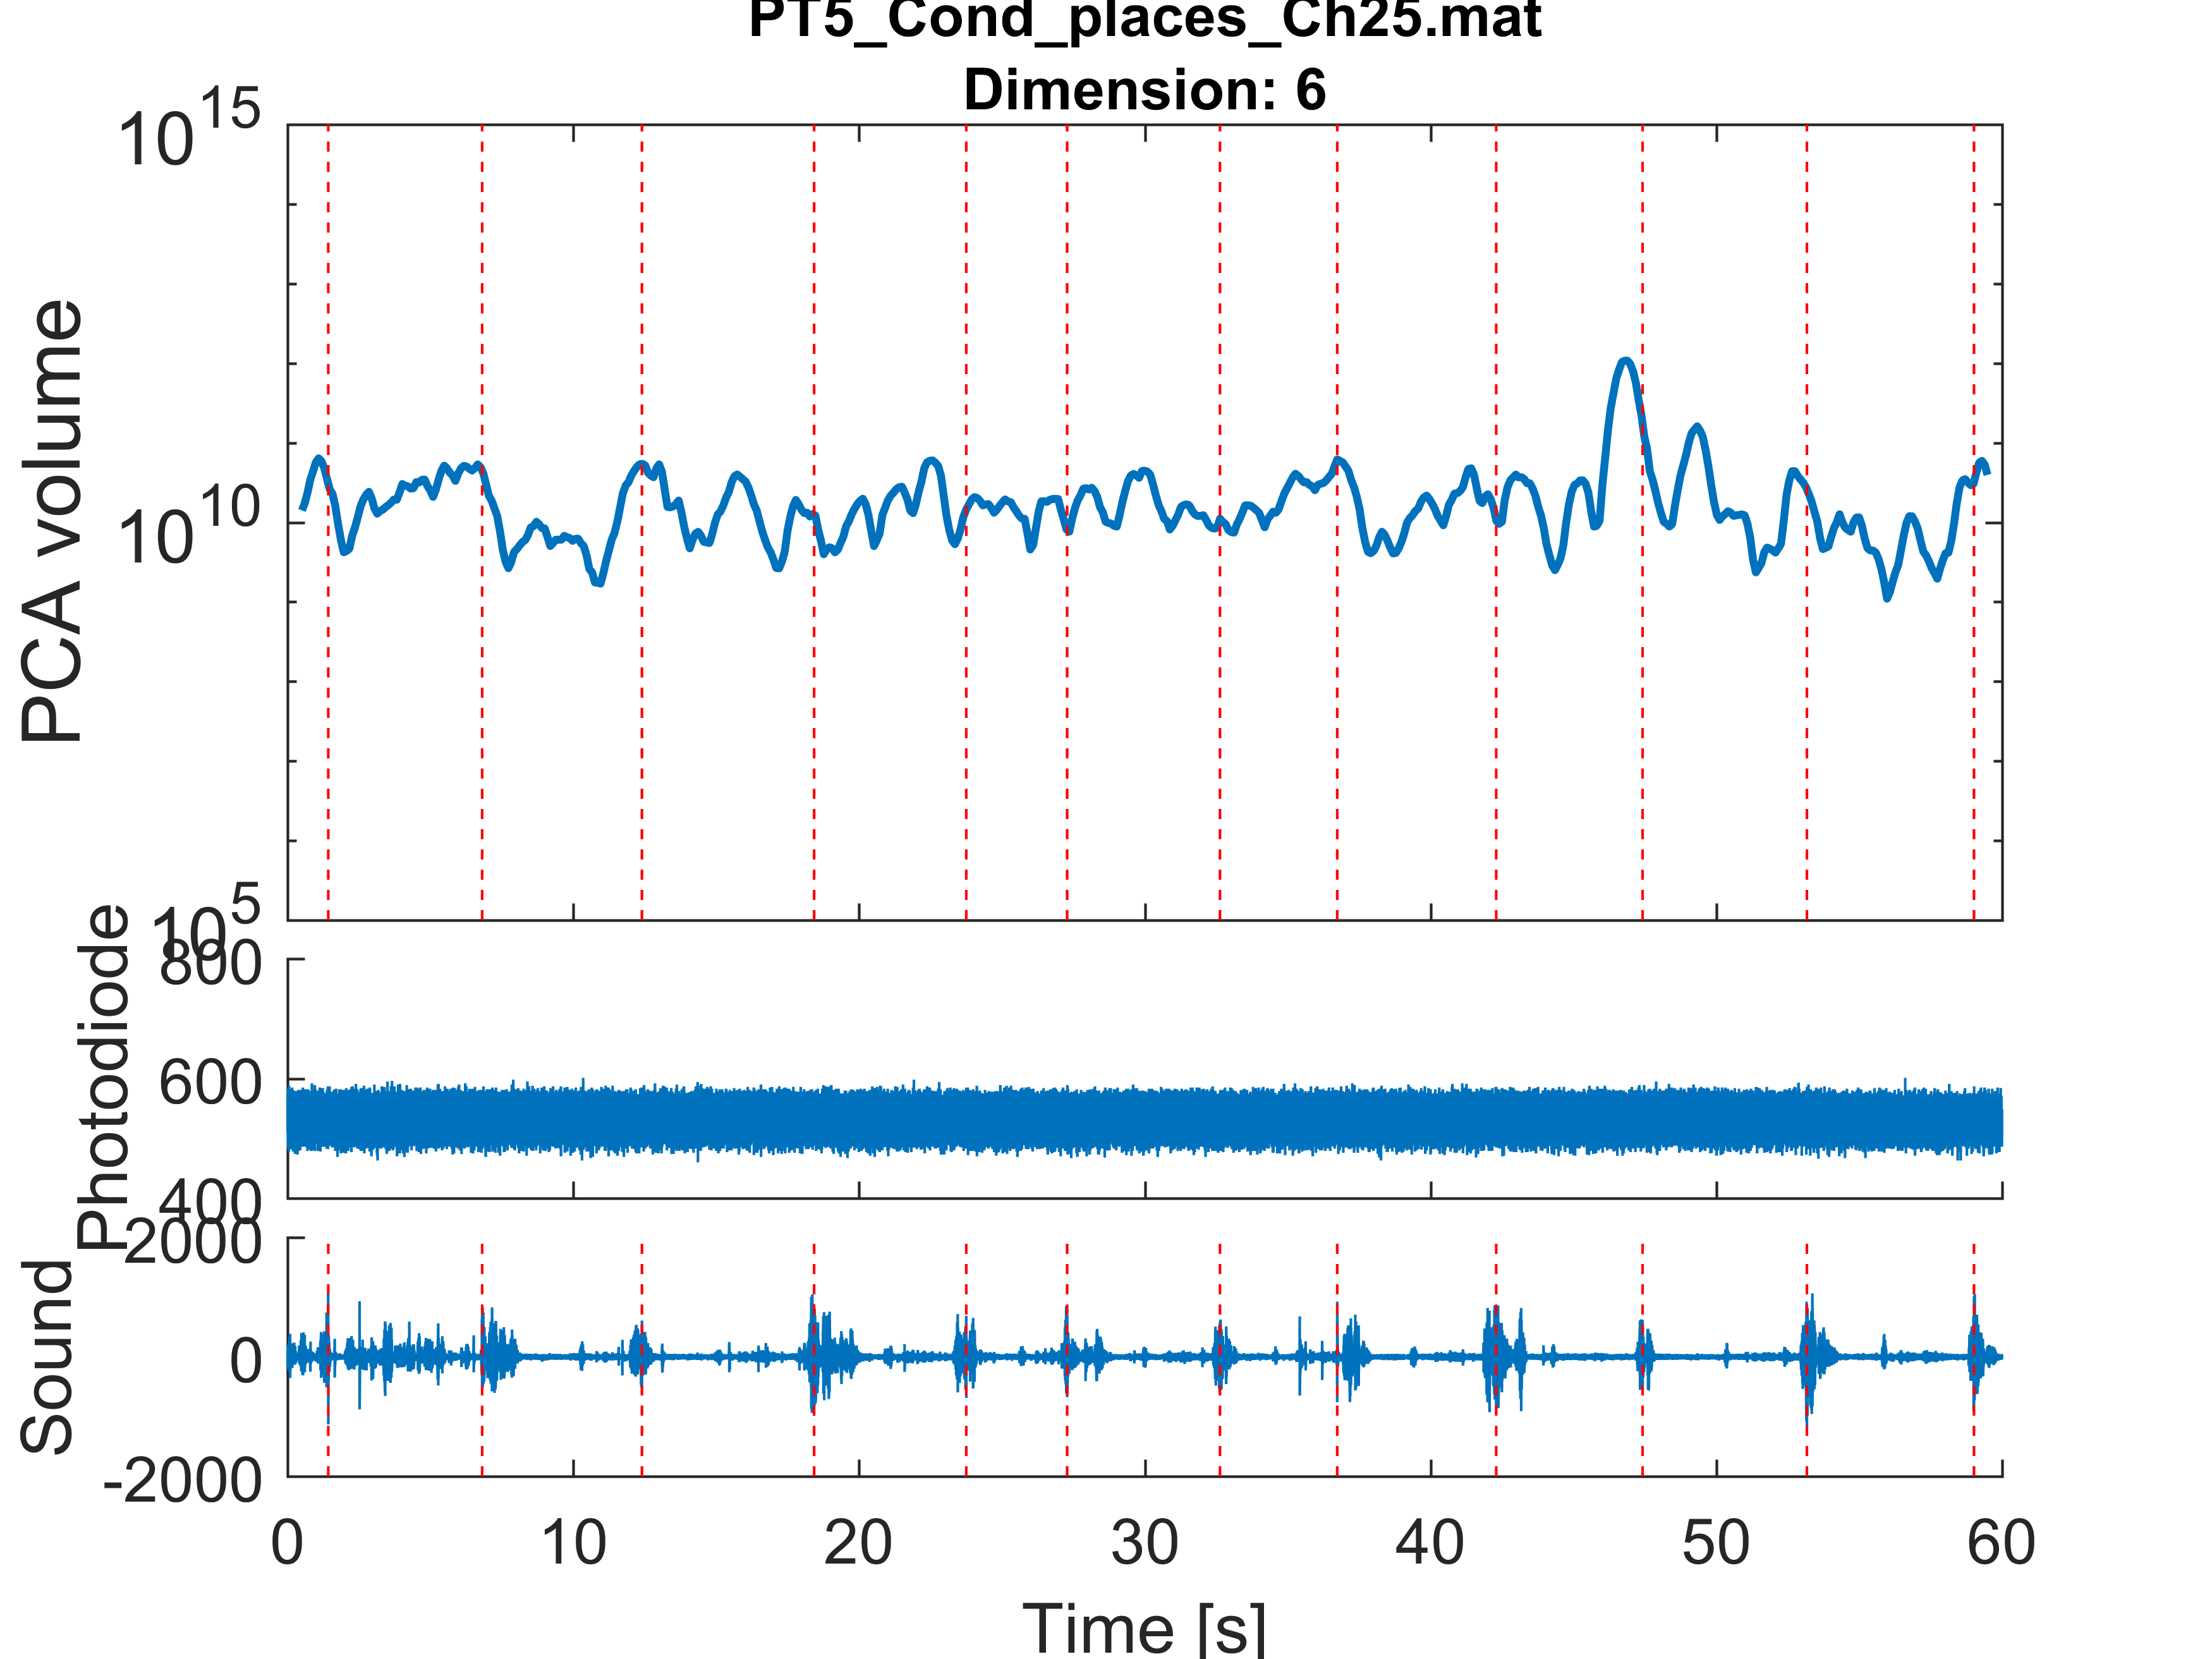 PT5_Cond_places_Ch25.mat
Dimension: 6
PCA volume
10^15
10^10
10^5
Photodiode
800
600
400
Sound
2000
0
-2000
0 10 20 30 40 50 60
Time [s]